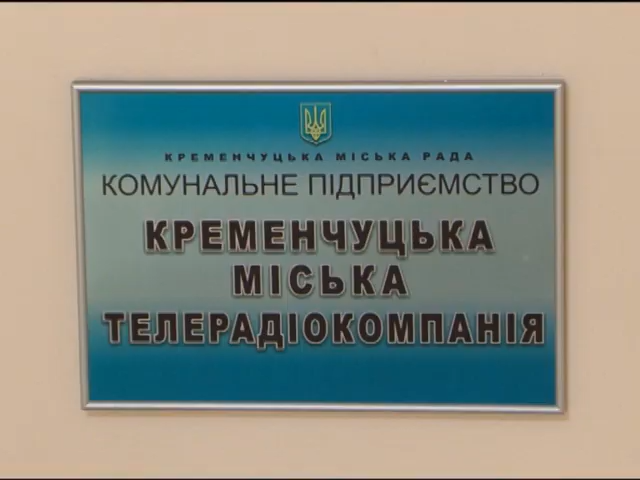 КРЕМЕНЧУЦЬКА МІСЬКА РАДА
КОМУНАЛЬНЕ ПІДПРИЄМСТВО
КРЕМЕНЧУЦЬКА
МІСЬКА
ТЕЛЕРАДІОКОМПАНІЯ